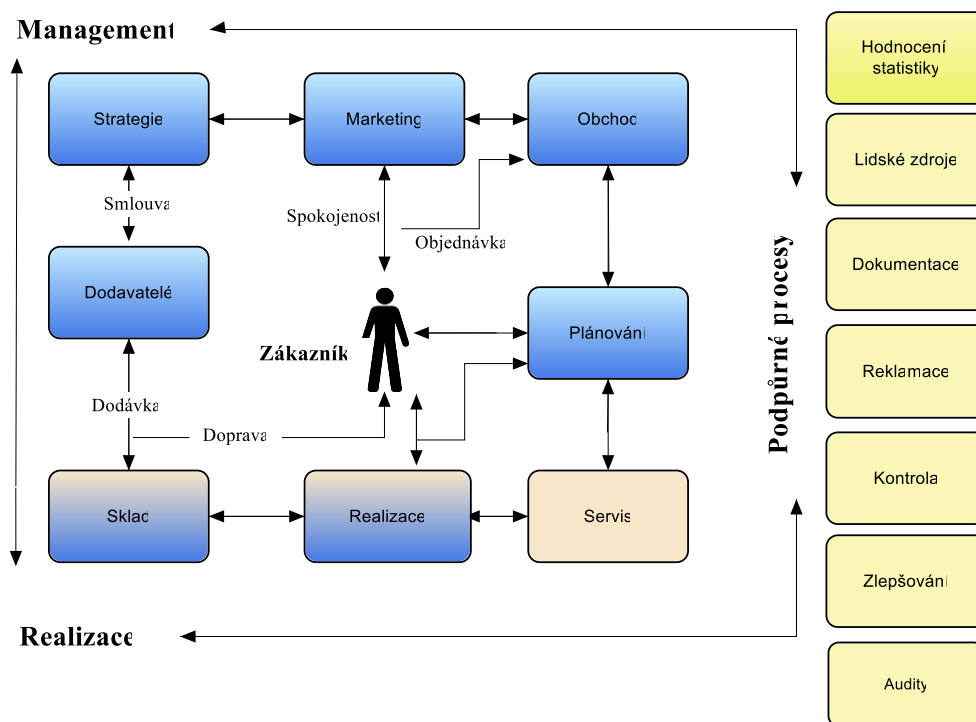 Management
Hodnocení
statistiky
Strategie
Marketing
Obchod
Lidské zdroje
Smlouva
Spokojenost
Objednávka
Dodavatelé
Dokumentace
Plánování
Zákazník
Podpůrné procesy
Reklamace
Dodávka
Doprava
Kontrola
Sklad
Realizace
Servis
Zlepšování
Realizace
Audity